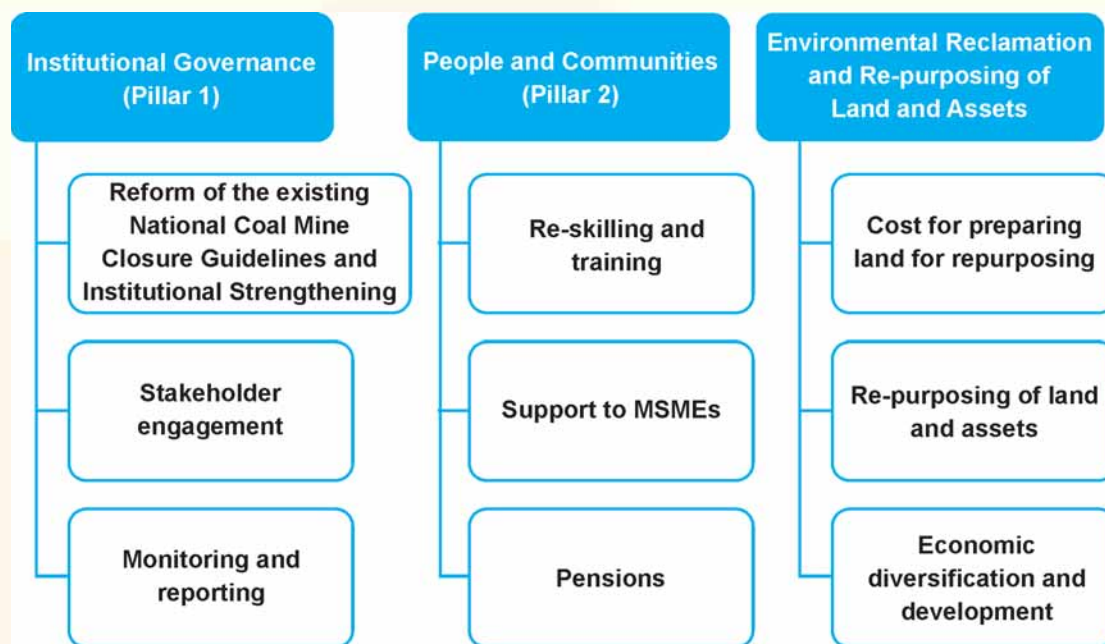 Institutional Governance
(Pillar 1)
Reform of the existing
National Coal Mine
Closure Guidelines and
Institutional Strengthening
Stakeholder
engagement
Monitoring and
reporting
People and Communities
(Pillar 2)
Re-skilling and
training
Support to MSMEs
Pensions
Environmental Reclamation
and Re-purposing of
Land and Assets
Cost for preparing
land for repurposing
Re-purposing of land
and assets
Economic
diversification and
development